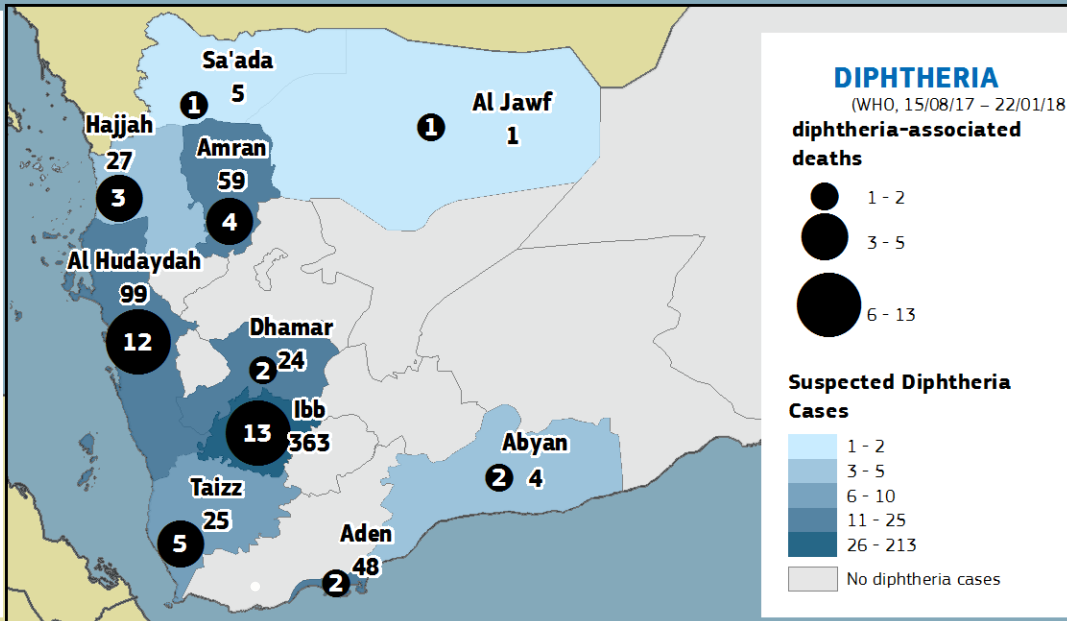 Sa'ada
5
1
Al Jawf
1
1
Hajjah
27
3
Amran
59
4
Al Hudaydah
99
12
Dhamar
2 24
Ibb
13 363
Abyan
2 4
Taizz
25
5
Aden
48
2
DIPHTHERIA
(WHO, 15/08/17 – 22/01/18
diphtheria-associated
deaths
1 - 2
3 - 5
6 - 13
Suspected Diphtheria
Cases
1 - 2
3 - 5
6 - 10
11 - 25
26 - 213
No diphtheria cases